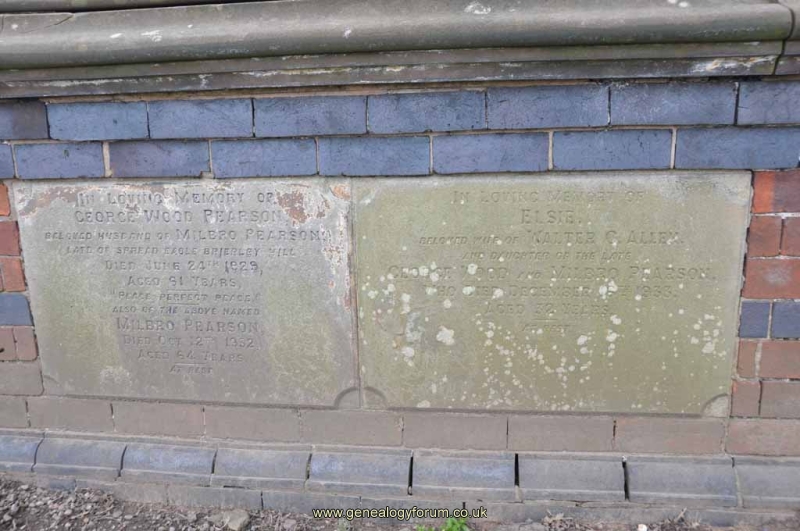 IN LOVING MEMORY OF
GEORGE WOOD PEARSON
BELOVED HUSBAND OF MILBRO PEARSON
LATE OF SPREAD EAGLE BRIERLEY HILL
DIED JUNE 24TH 1929,
AGED 61 YEARS,
"PEACE PERFECT PEACE."
ALSO OF THE ABOVE NAMED
MILBRO PEARSON
DIED OCT 12TH 1952
AGED 84 YEARS
AT REST
IN LOVING MEMORY OF
ELSIE,
BELOVED WIFE OF WALTER C. ALLEY,
AND DAUGHTER OF THE LATE
GEORGE WOOD AND MILBRO PEARSON,
WHO DIED DECEMBER
AGED YEARS
AT REST
www.genealogyforum.co.uk